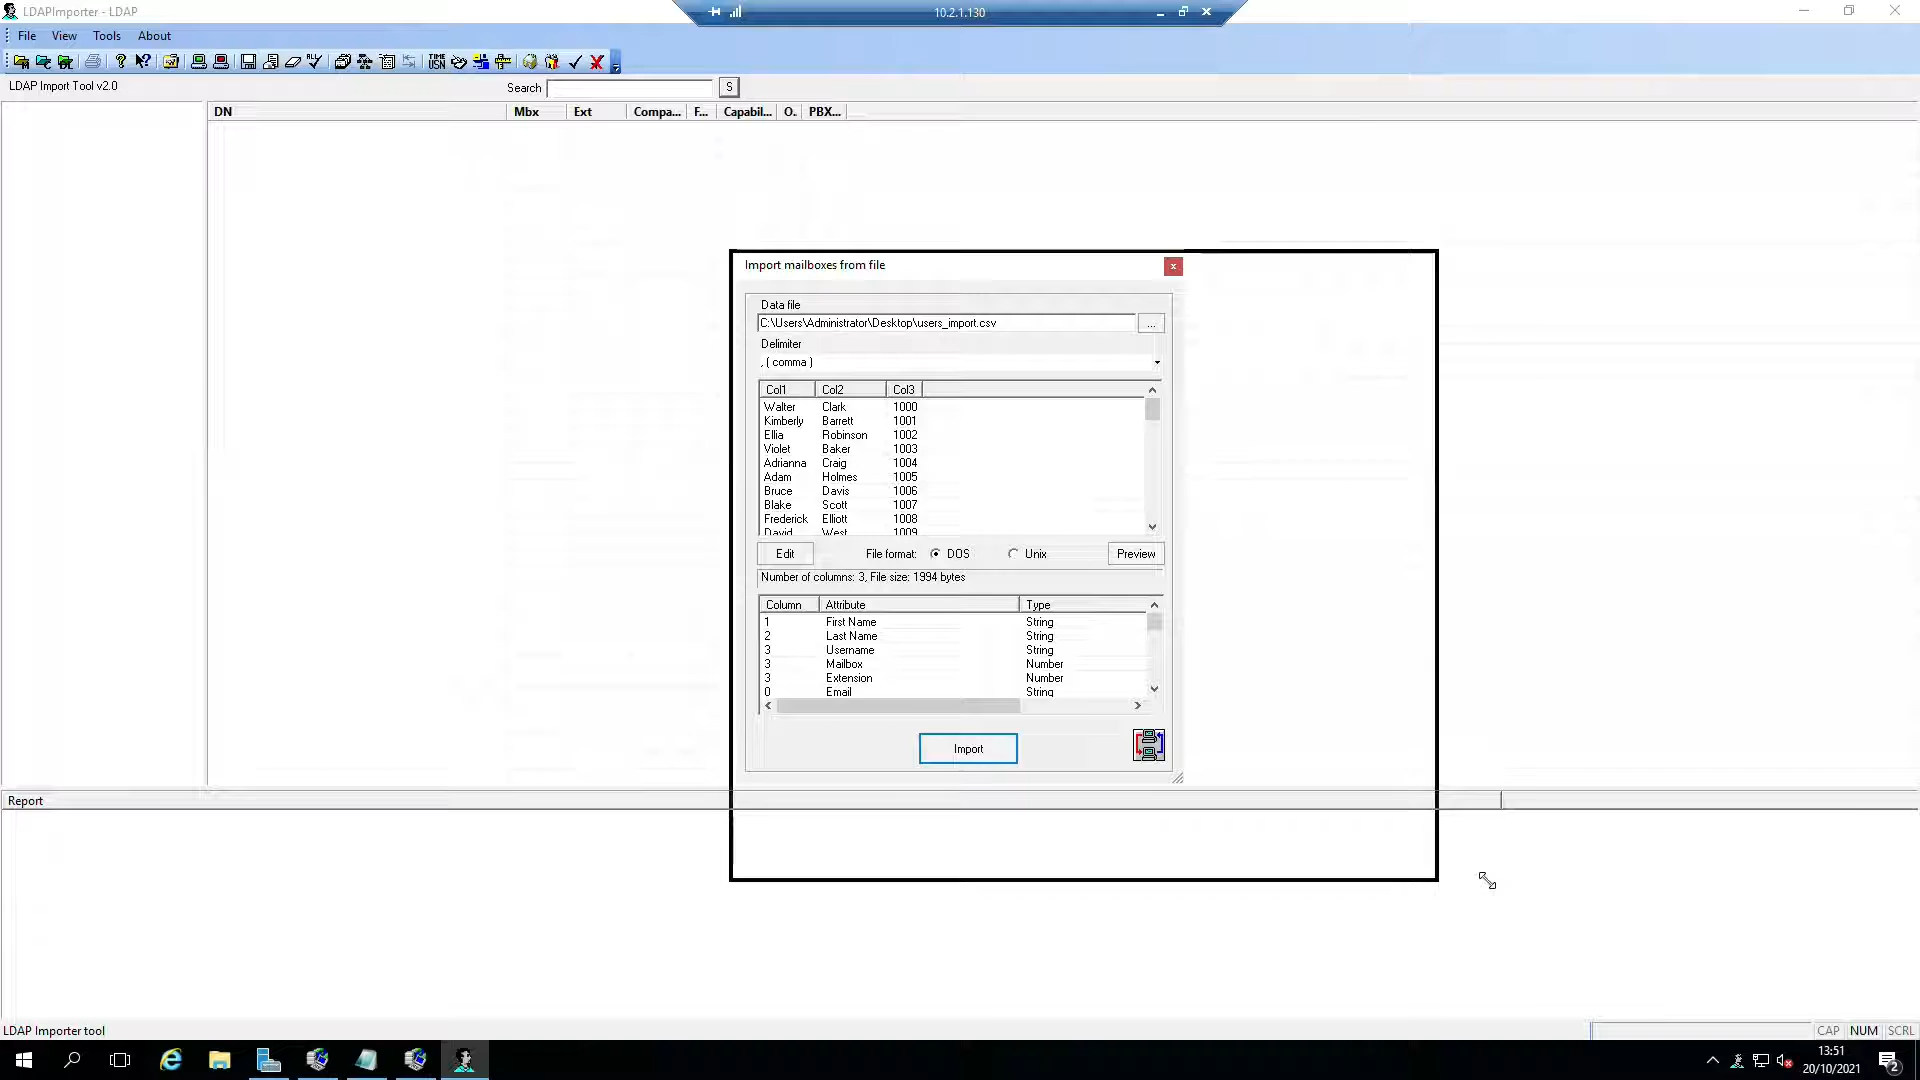 LDAPImporter - LDAP
10.2.1.130
File View Tools About
LDAP Import Tool v2.0
Search
S
DN Mbx Ext Compa... F... Capabil... O.. PBX...
Import mailboxes from file
Data file
C:\Users\Administrator\Desktop\users_import.csv
...
Delimiter
, ( comma )
Col1 Col2 Col3
Walter Clark 1000
Kimberly Barrett 1001
Ellia Robinson 1002
Violet Baker 1003
Adrianna Craig 1004
Adam Holmes 1005
Bruce Davis 1006
Blake Scott 1007
Frederick Elliott 1008
David West 1009
Edit File format: DOS Unix Preview
Number of columns: 3, File size: 1994 bytes
Column Attribute Type
1 First Name String
2 Last Name String
3 Username String
3 Mailbox Number
3 Extension Number
0 Email String
Import
Report
LDAP Importer tool
CAP NUM SCRL
13:51
20/10/2021
2